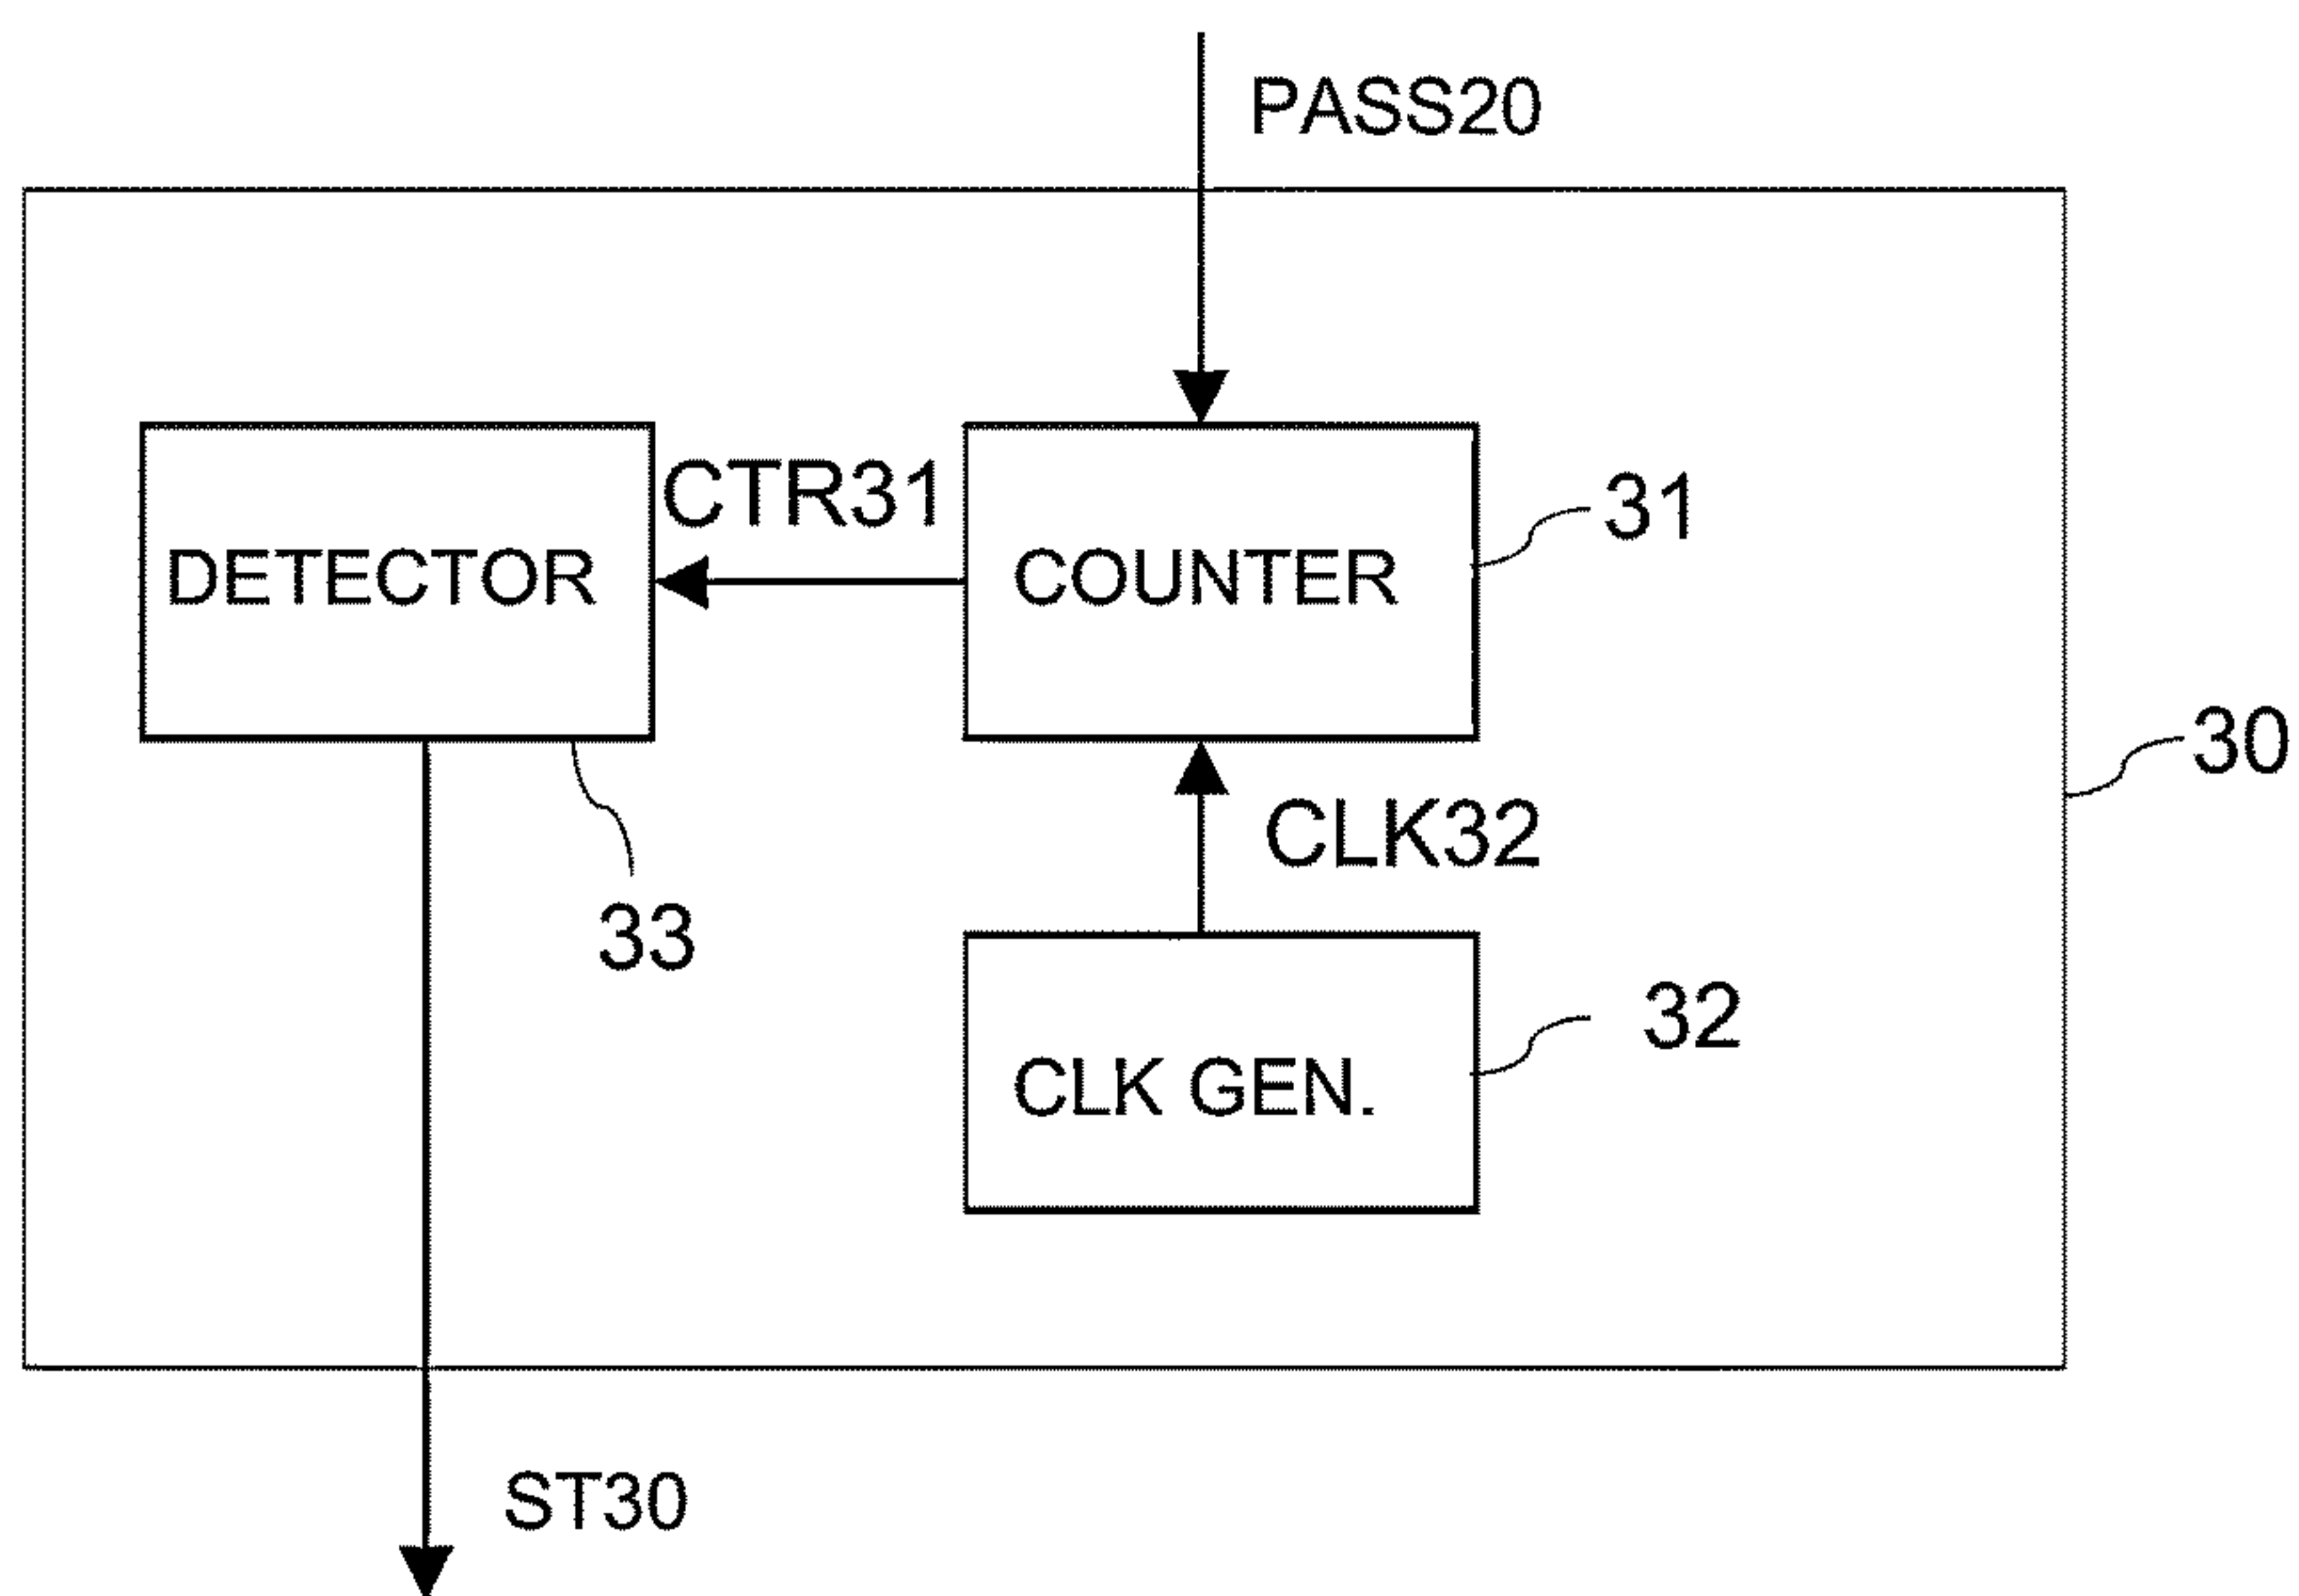 PASS20
CTR31
31
DETECTOR
COUNTER
30
CLK32
33
32
CLK GEN.
ST30